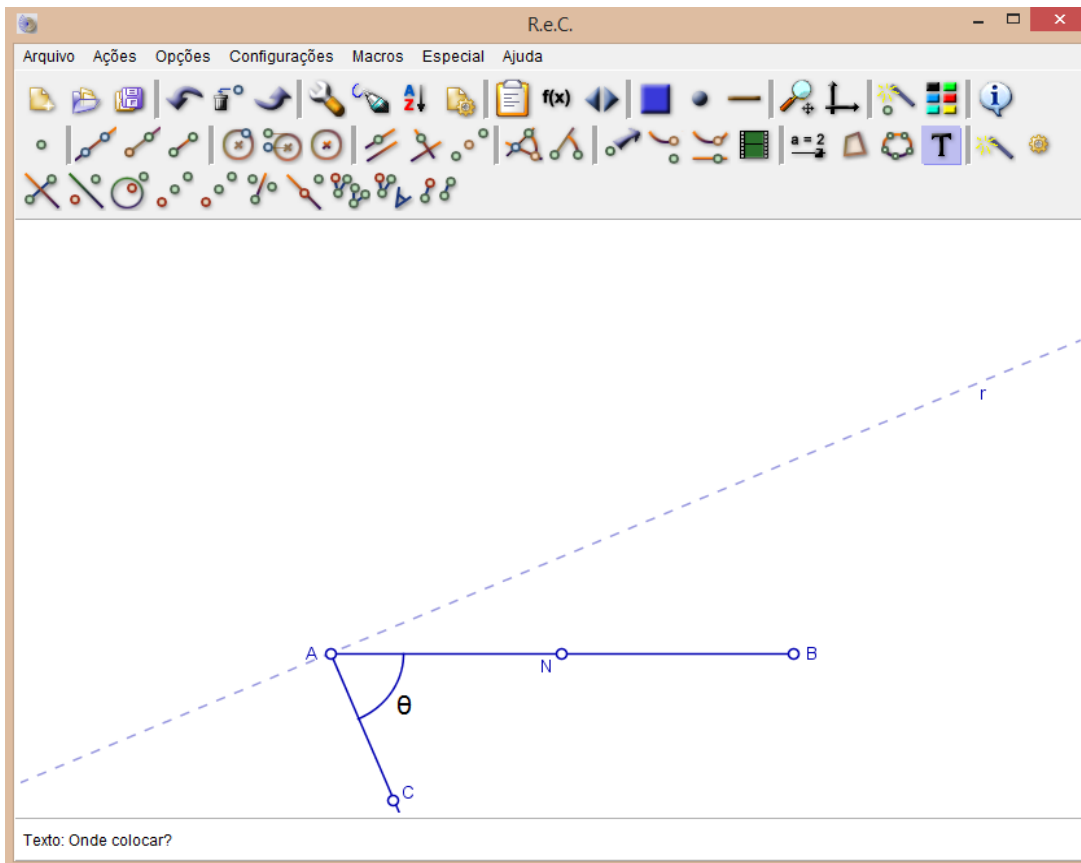 R.e.C.
Arquivo Ações Opções Configurações Macros Especial Ajuda
A Z f(x) i
a = 2 T
r
A N B
θ
C
Texto: Onde colocar?